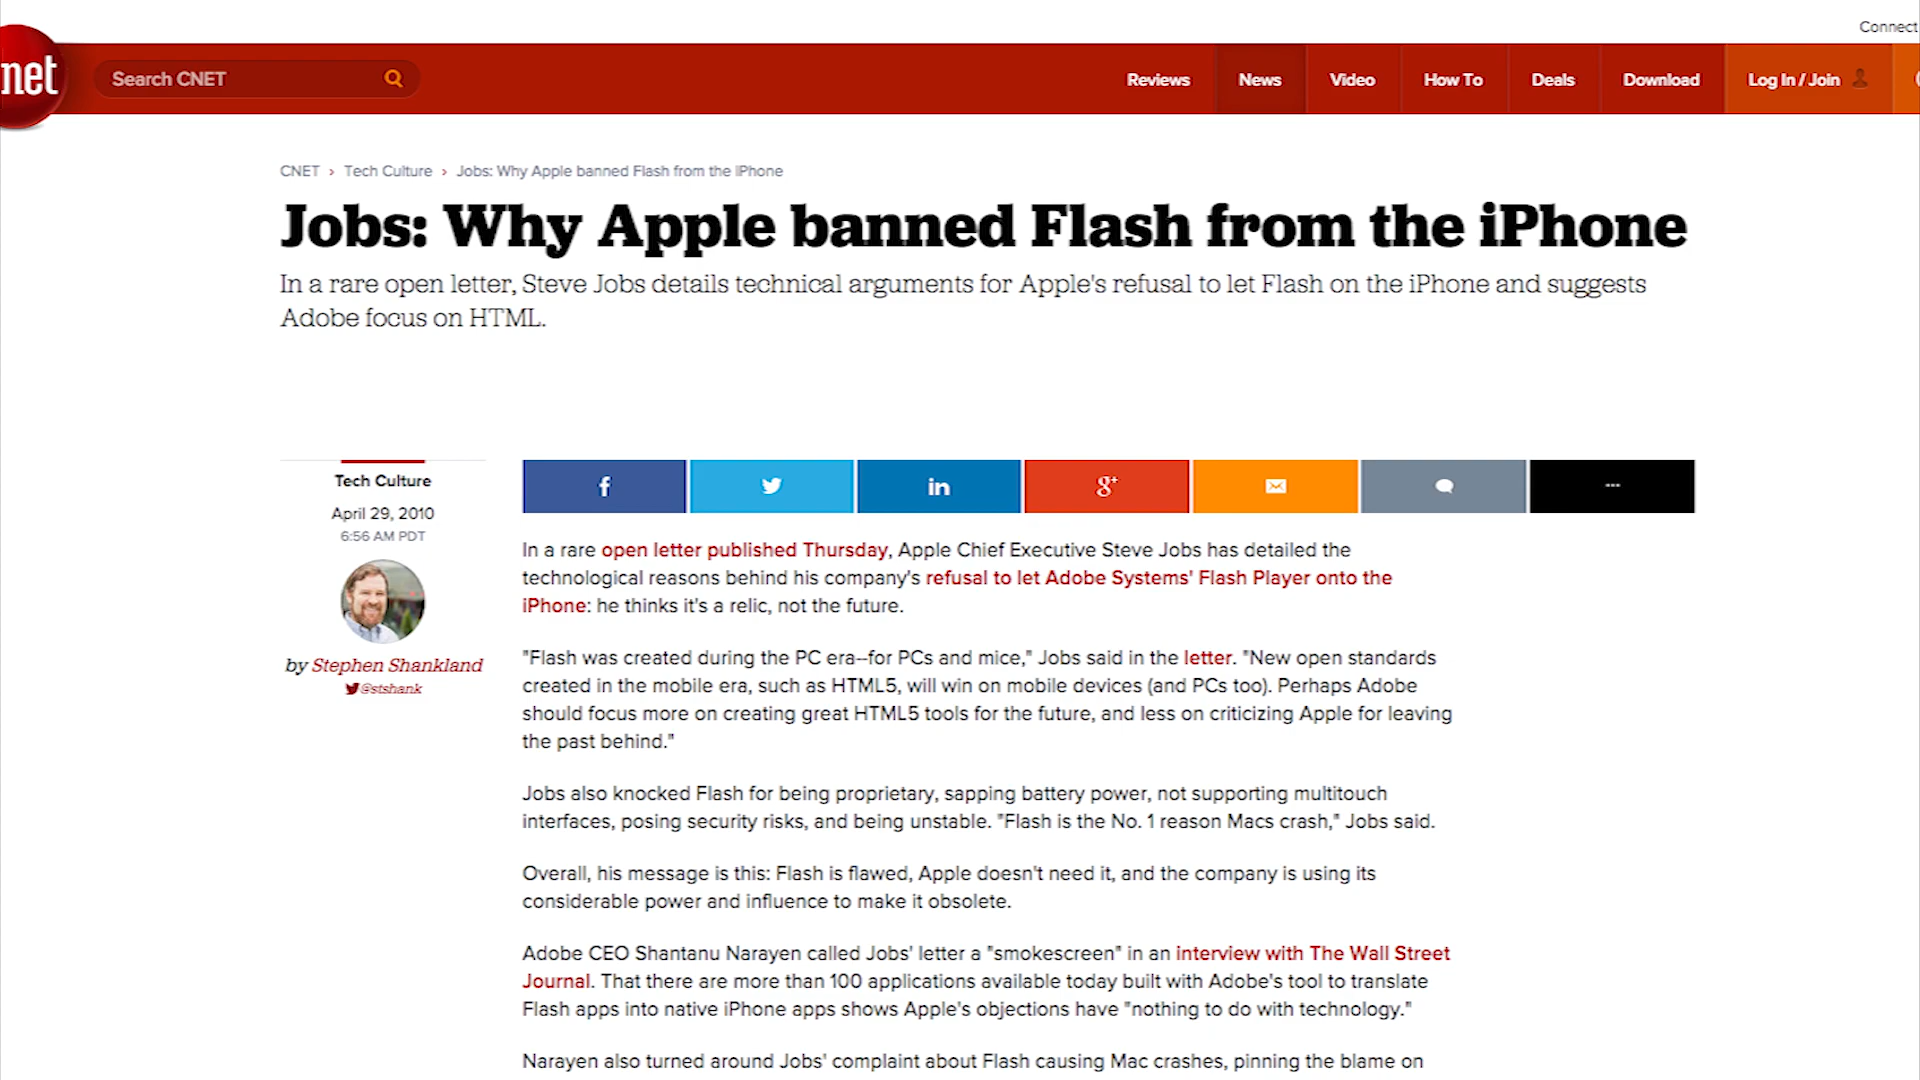 Connect
net
Search CNET
Reviews
News
Video
How To
Deals
Download
Log In / Join
CNET › Tech Culture › Jobs: Why Apple banned Flash from the iPhone
Jobs: Why Apple banned Flash from the iPhone
In a rare open letter, Steve Jobs details technical arguments for Apple's refusal to let Flash on the iPhone and suggests
Adobe focus on HTML.
Tech Culture
April 29, 2010
6:56 AM PDT
by Stephen Shankland
@stshank
f
in
g+
...
In a rare open letter published Thursday, Apple Chief Executive Steve Jobs has detailed the
technological reasons behind his company's refusal to let Adobe Systems' Flash Player onto the
iPhone: he thinks it's a relic, not the future.
"Flash was created during the PC era--for PCs and mice," Jobs said in the letter. "New open standards
created in the mobile era, such as HTML5, will win on mobile devices (and PCs too). Perhaps Adobe
should focus more on creating great HTML5 tools for the future, and less on criticizing Apple for leaving
the past behind."
Jobs also knocked Flash for being proprietary, sapping battery power, not supporting multitouch
interfaces, posing security risks, and being unstable. "Flash is the No. 1 reason Macs crash," Jobs said.
Overall, his message is this: Flash is flawed, Apple doesn't need it, and the company is using its
considerable power and influence to make it obsolete.
Adobe CEO Shantanu Narayen called Jobs' letter a "smokescreen" in an interview with The Wall Street
Journal. That there are more than 100 applications available today built with Adobe's tool to translate
Flash apps into native iPhone apps shows Apple's objections have "nothing to do with technology."
Narayen also turned around Jobs' complaint about Flash causing Mac crashes, pinning the blame on